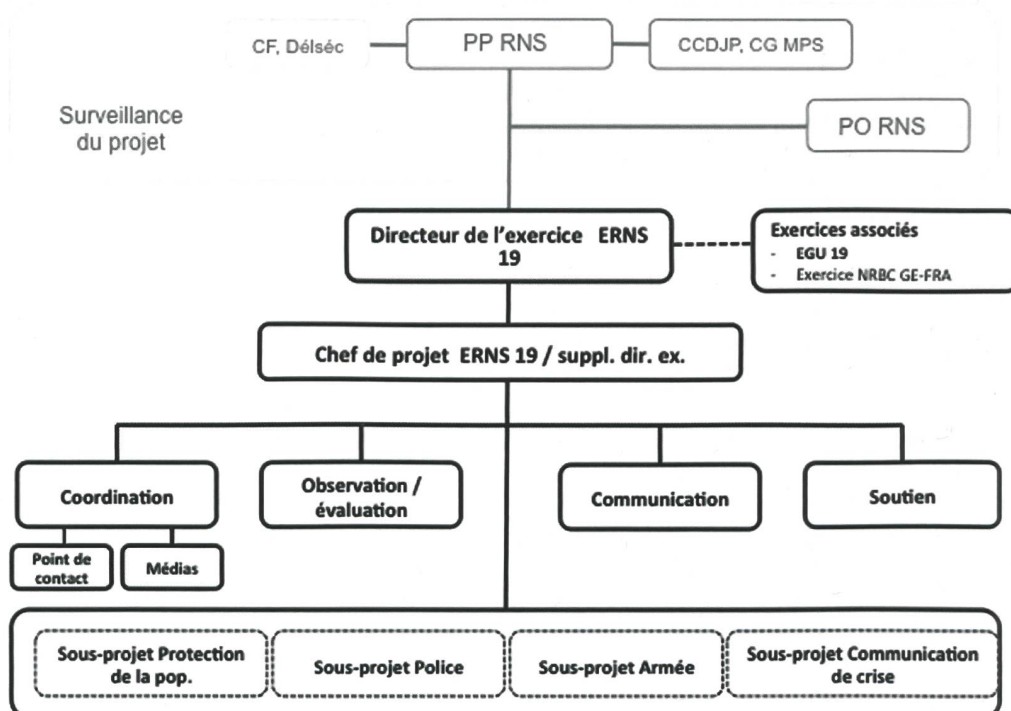 CF, Délséc
PP RNS
CCDJP, CG MPS
Surveillance
du projet
PO RNS
Directeur de l'exercice ERNS
19
Exercices associés
- EGU 19
- Exercice NRBC GE-FRA
Chef de projet ERNS 19 / suppl. dir. ex.
Coordination
Observation /
évaluation
Communication
Soutien
Point de
contact
Médias
Sous-projet Protection
de la pop.
Sous-projet Police
Sous-projet Armée
Sous-projet Communication
de crise